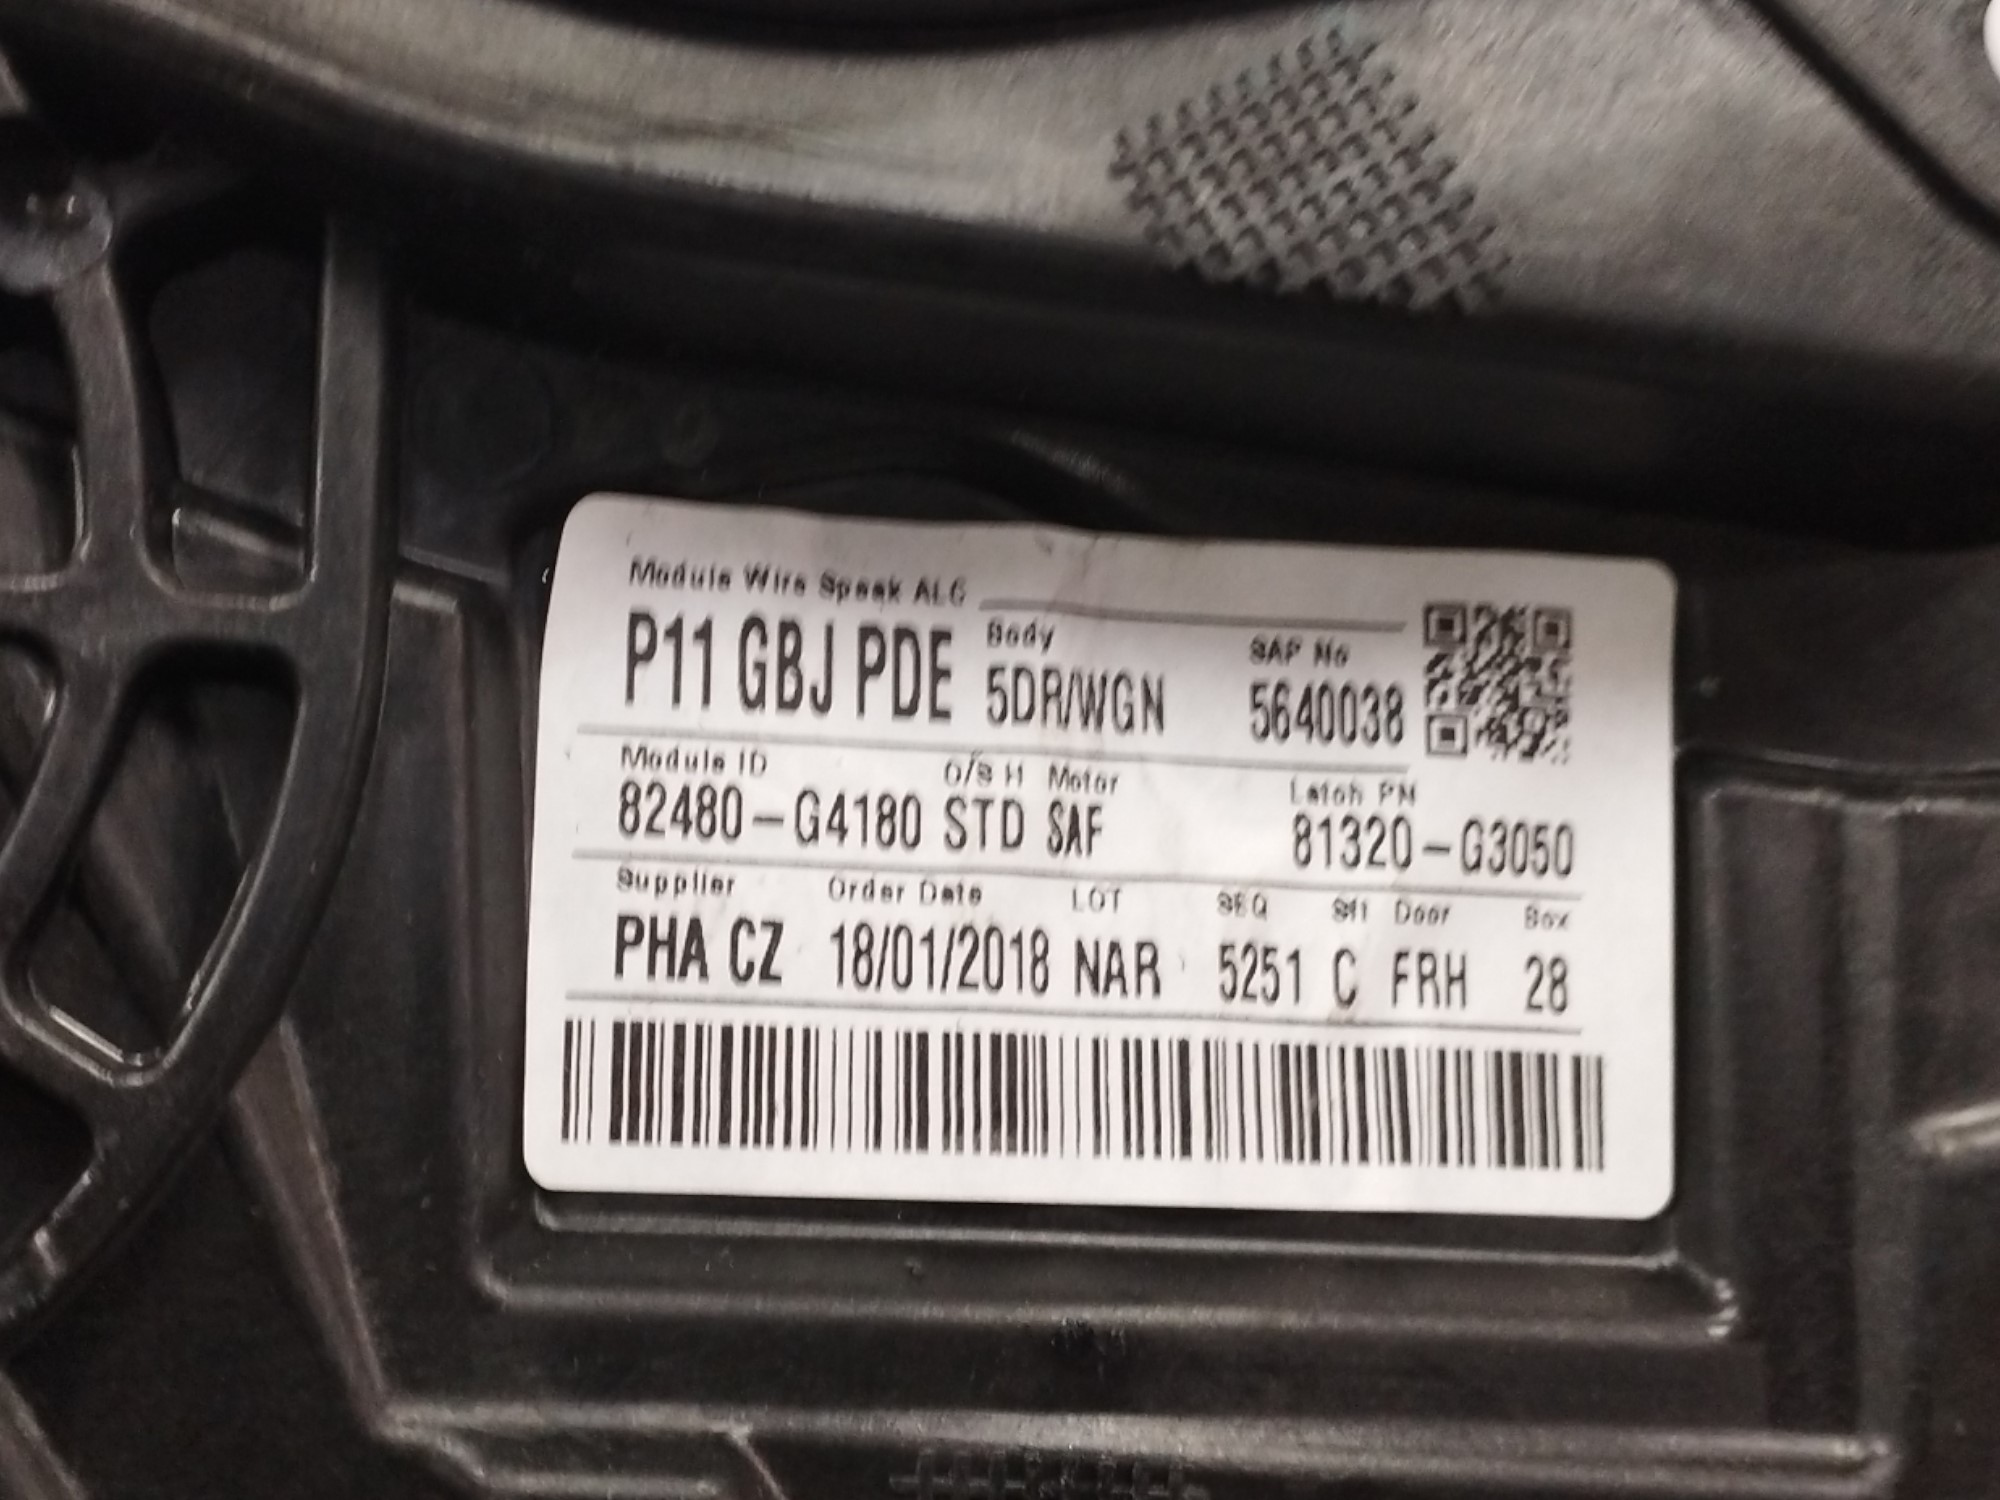 Module Wire Speak ALG
P11 GBJ PDE Body SAP No
5DR/WGN 5640038
Module ID O/S H Motor Latch PN
82480-G4180 STD SAF 81320-G3050
Supplier Order Date LOT SEQ Sft Door Box
PHA CZ 18/01/2018 NAR 5251 C FRH 28